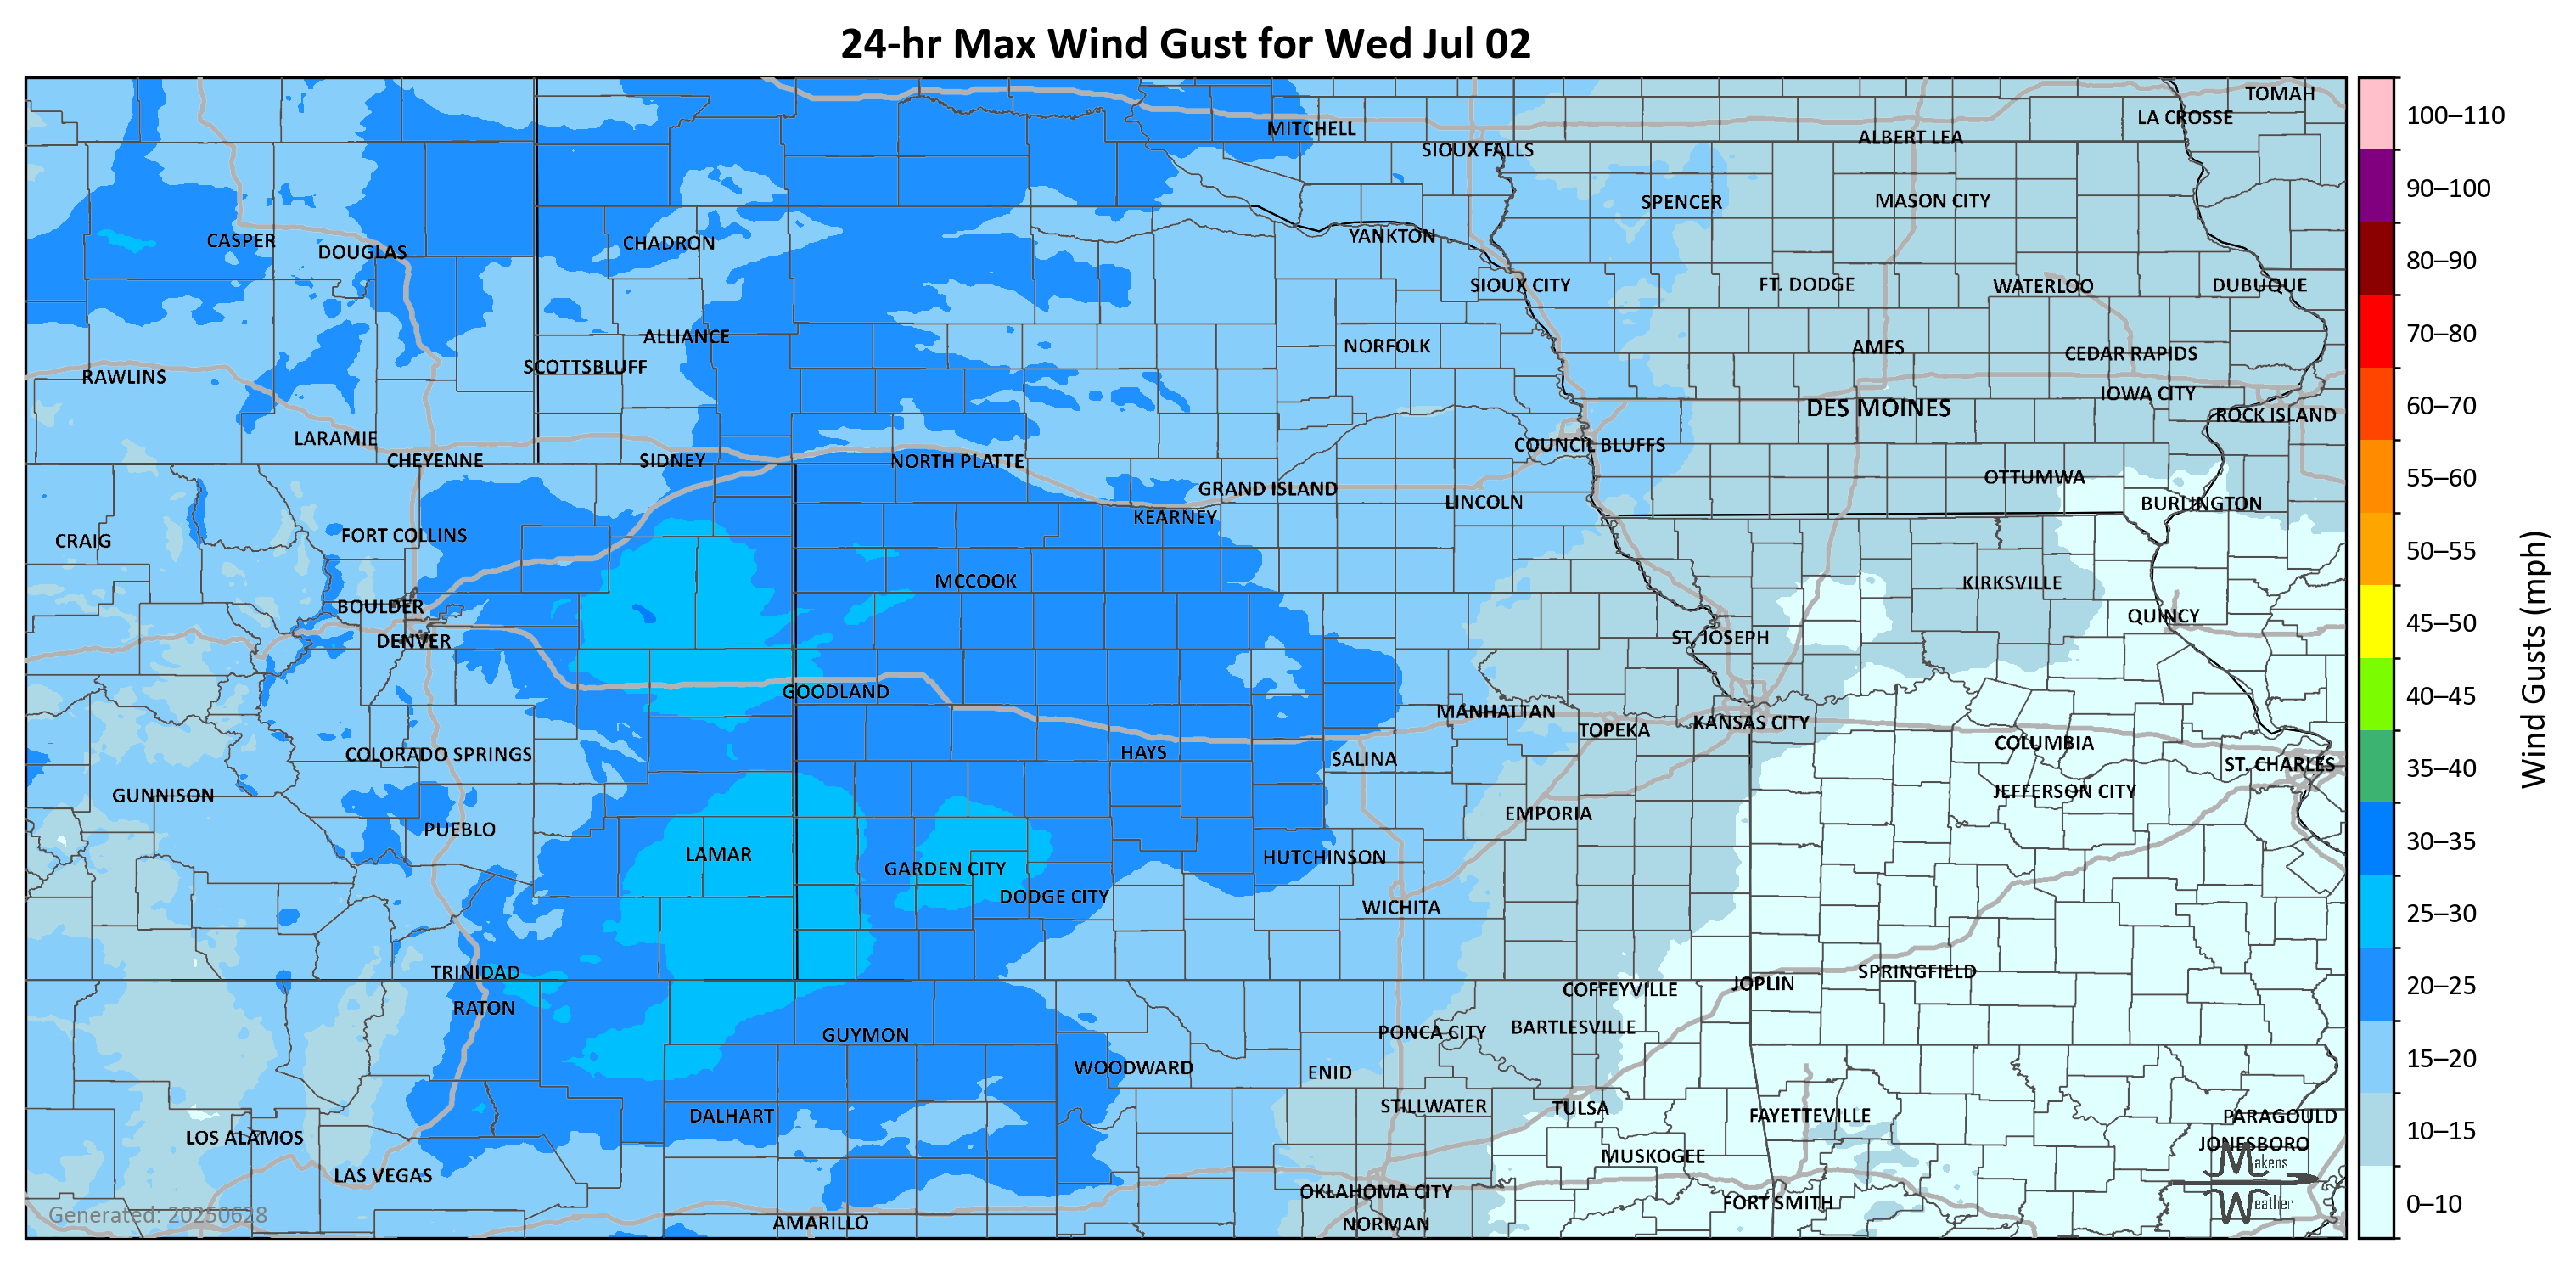 24-hr Max Wind Gust for Wed Jul 02
TOMAH
LA CROSSE
MITCHELL
ALBERT LEA
SIOUX FALLS
SPENCER
MASON CITY
CASPER
DOUGLAS
CHADRON
YANKTON
SIOUX CITY
FT. DODGE
WATERLOO
DUBUQUE
ALLIANCE
NORFOLK
AMES
CEDAR RAPIDS
SCOTTSBLUFF
RAWLINS
IOWA CITY
DES MOINES
ROCK ISLAND
LARAMIE
COUNCIL BLUFFS
CHEYENNE
SIDNEY
NORTH PLATTE
OTTUMWA
GRAND ISLAND
LINCOLN
BURLINGTON
KEARNEY
FORT COLLINS
CRAIG
MCCOOK
KIRKSVILLE
BOULDER
QUINCY
DENVER
ST. JOSEPH
GOODLAND
MANHATTAN
KANSAS CITY
TOPEKA
COLUMBIA
COLORADO SPRINGS
HAYS
SALINA
ST. CHARLES
GUNNISON
JEFFERSON CITY
EMPORIA
PUEBLO
LAMAR
HUTCHINSON
GARDEN CITY
DODGE CITY
WICHITA
TRINIDAD
SPRINGFIELD
JOPLIN
COFFEYVILLE
RATON
BARTLESVILLE
PONCA CITY
GUYMON
WOODWARD
ENID
STILLWATER
TULSA
DALHART
FAYETTEVILLE
PARAGOULD
LOS ALAMOS
JONESBORO
MUSKOGEE
LAS VEGAS
OKLAHOMA CITY
FORT SMITH
AMARILLO
NORMAN
Generated: 20250628
Makens
Weather
100–110
90–100
80–90
70–80
60–70
55–60
50–55
45–50
40–45
35–40
30–35
25–30
20–25
15–20
10–15
0–10
Wind Gusts (mph)